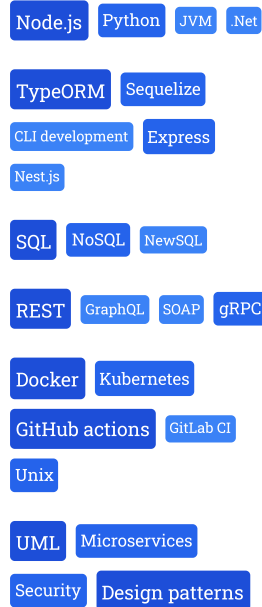 Node.js Python JVM .Net
TypeORM Sequelize
CLI development Express
Nest.js
SQL NoSQL NewSQL
REST GraphQL SOAP gRPC
Docker Kubernetes
GitHub actions GitLab CI
Unix
UML Microservices
Security Design patterns